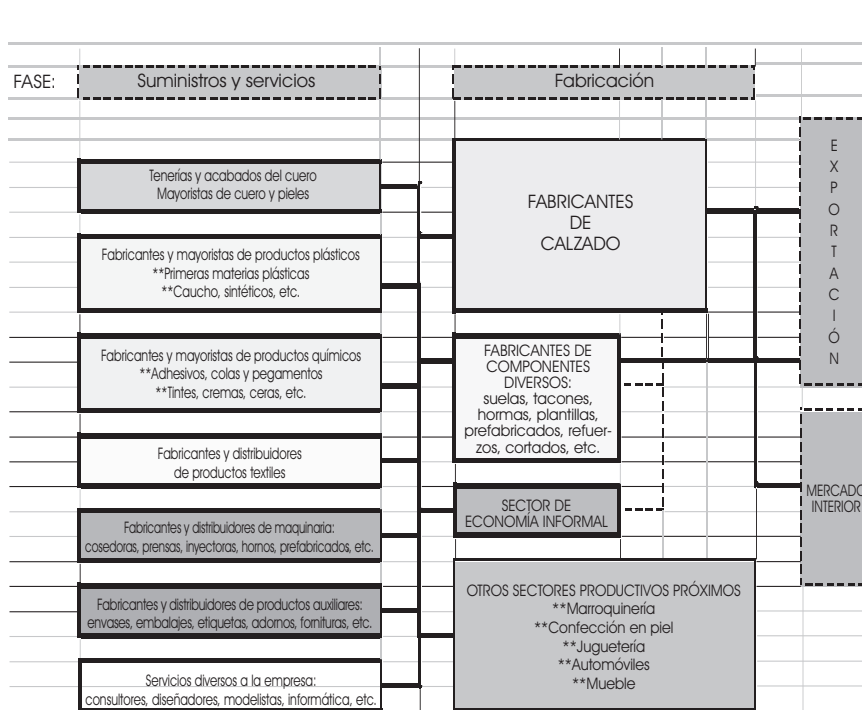 FASE:
Suministros y servicios
Fabricación
Tenerías y acabados del cuero
Mayoristas de cuero y pieles
Fabricantes y mayoristas de productos plásticos
**Primeras materias plásticas
**Caucho, sintéticos, etc.
Fabricantes y mayoristas de productos químicos
**Adhesivos, colas y pegamentos
**Tintes, cremas, ceras, etc.
Fabricantes y distribuidores
de productos textiles
Fabricantes y distribuidores de maquinaria:
cosedoras, prensas, inyectoras, hornos, prefabricados, etc.
Fabricantes y distribuidores de productos auxiliares:
envases, embalajes, etiquetas, adornos, fornituras, etc.
Servicios diversos a la empresa:
consultores, diseñadores, modelistas, informática, etc.
FABRICANTES
DE
CALZADO
FABRICANTES DE
COMPONENTES
DIVERSOS:
suelas, tacones,
hormas, plantillas,
prefabricados, refuer-
zos, cortados, etc.
SECTOR DE
ECONOMÍA INFORMAL
OTROS SECTORES PRODUCTIVOS PRÓXIMOS
**Marroquinería
**Confección en piel
**Juguetería
**Automóviles
**Mueble
E
X
P
O
R
T
A
C
I
Ó
N
MERCADO
INTERIOR